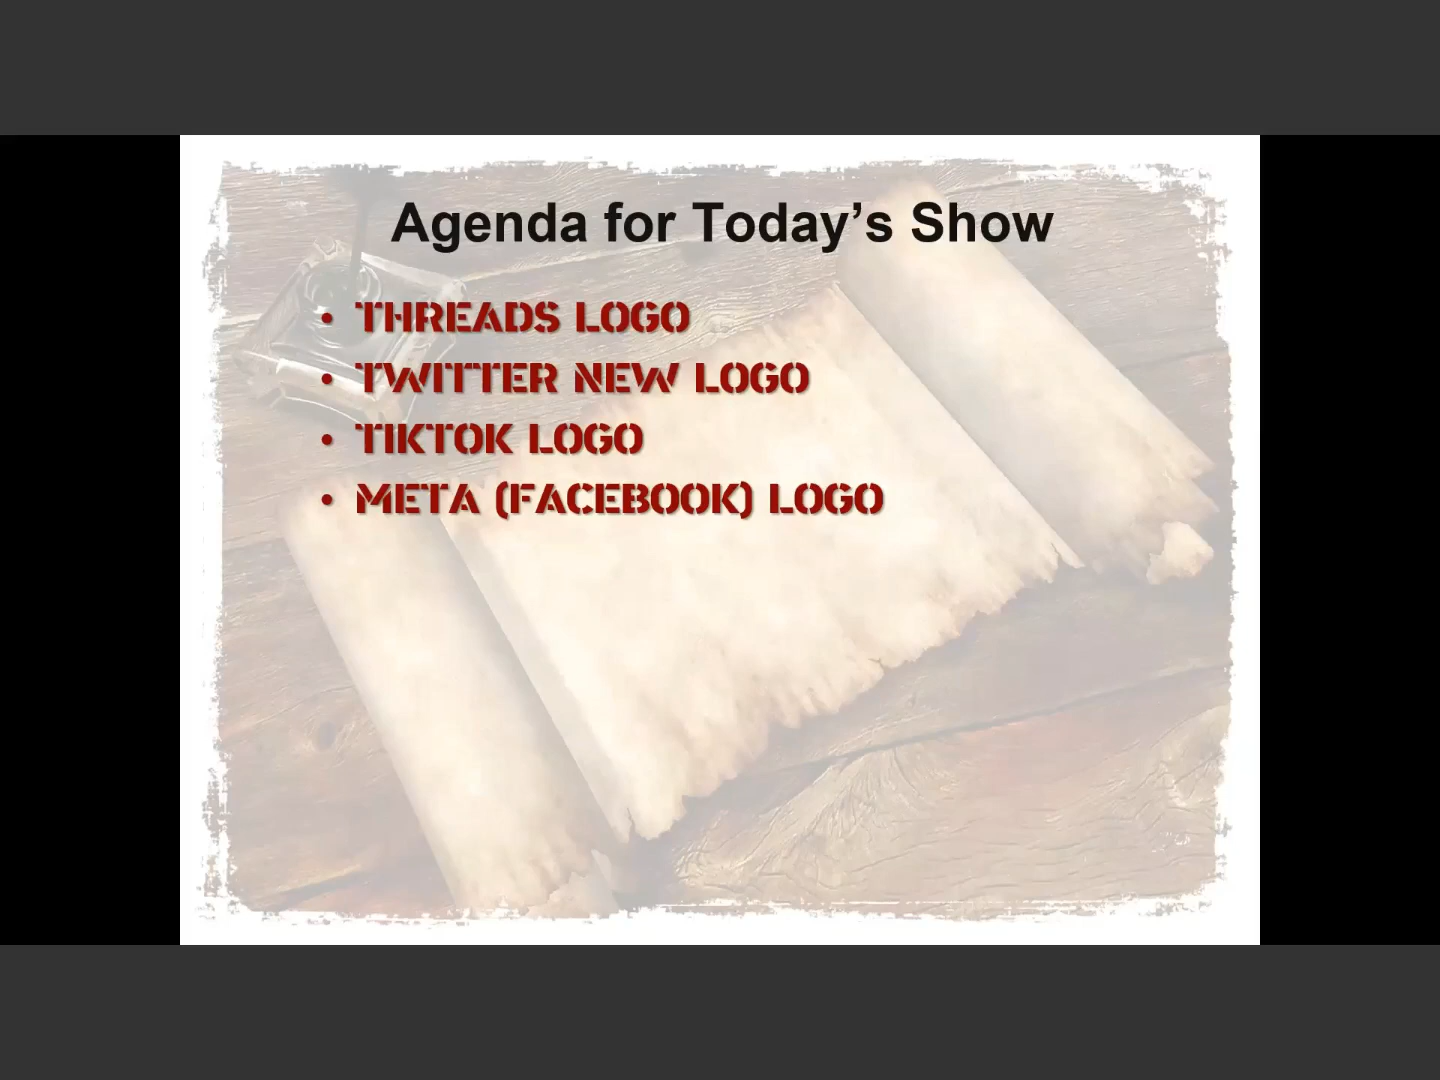 Agenda for Today’s Show
• THREADS LOGO
• TWITTER NEW LOGO
• TIKTOK LOGO
• META (FACEBOOK) LOGO